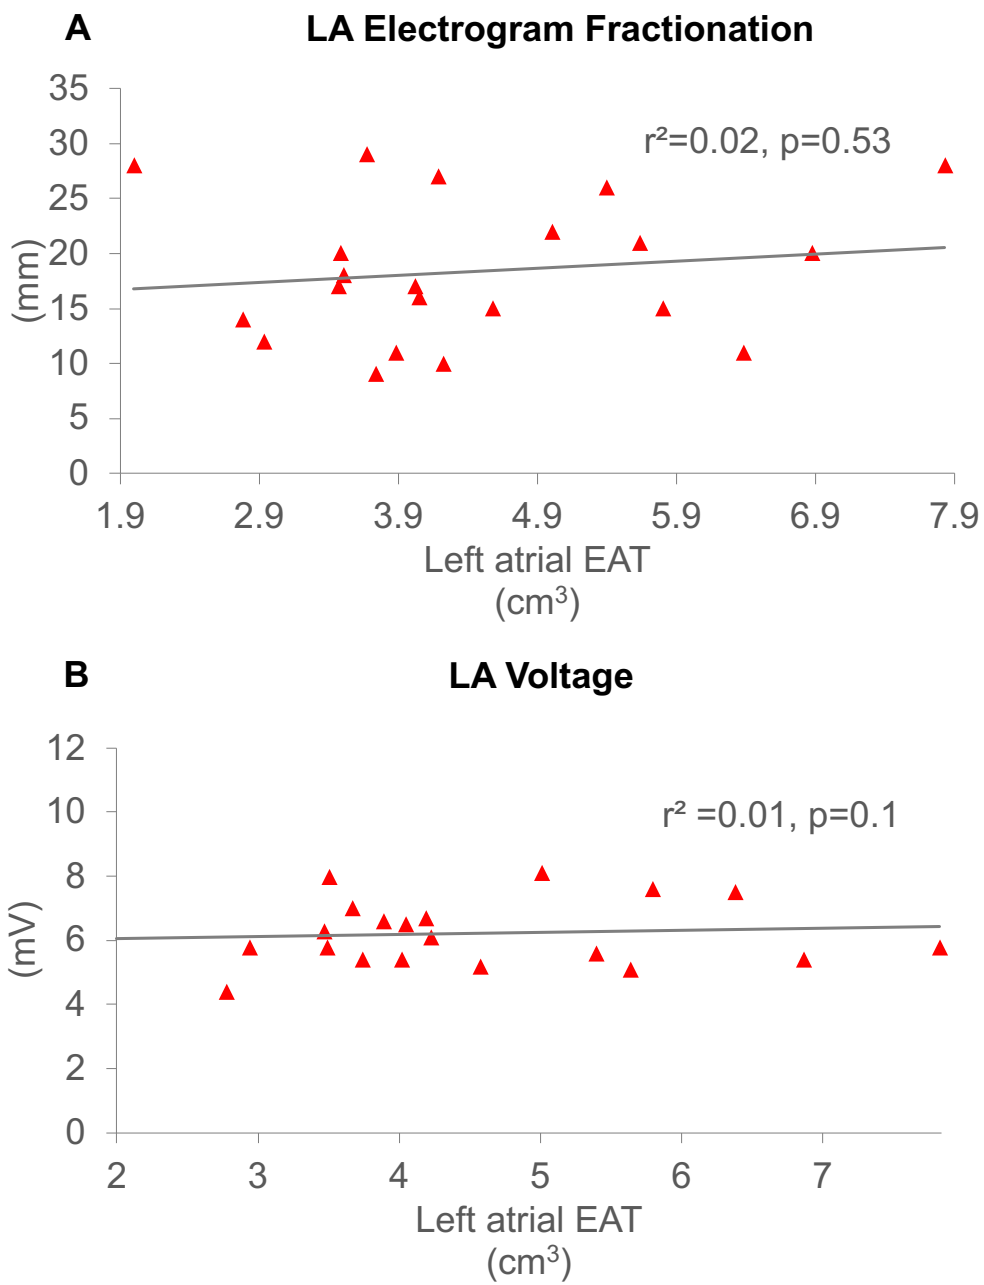 A
LA Electrogram Fractionation
35
30
25
20
15
10
5
0
(mm)
r²=0.02, p=0.53
1.9 2.9 3.9 4.9 5.9 6.9 7.9
Left atrial EAT
(cm³)
B
LA Voltage
12
10
8
6
4
2
0
(mV)
r² =0.01, p=0.1
2 3 4 5 6 7
Left atrial EAT
(cm³)